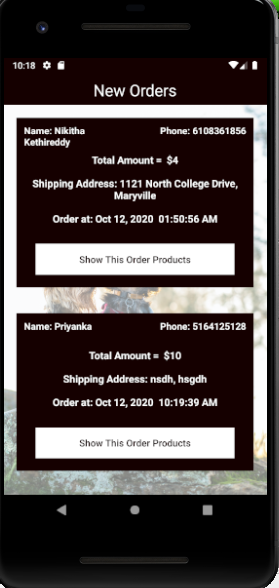 10:18
New Orders
Name: Nikitha Phone: 6108361856
Kethireddy
Total Amount =  $4
Shipping Address: 1121 North College Drive,
Maryville
Order at: Oct 12, 2020  01:50:56 AM
Show This Order Products
Name: Priyanka Phone: 5164125128
Total Amount =  $10
Shipping Address: nsdh, hsgdh
Order at: Oct 12, 2020  10:19:39 AM
Show This Order Products